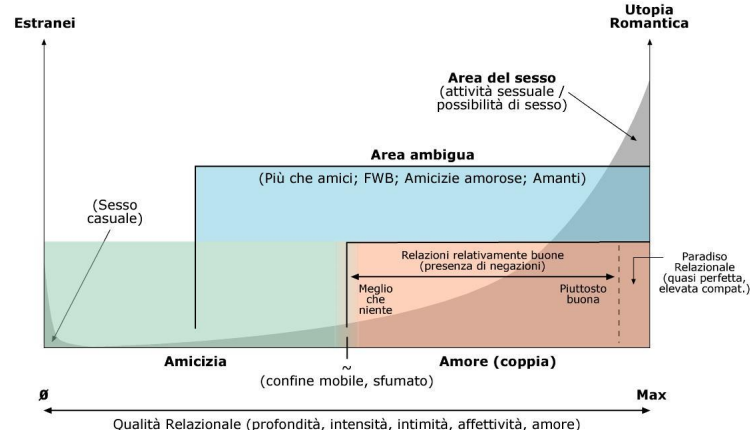 Estranei
Utopia
Romantica
Area del sesso
(attività sessuale /
possibilità di sesso)
Area ambigua
(Più che amici; FWB; Amicizie amorose; Amanti)
(Sesso
casuale)
Relazioni relativamente buone
(presenza di negazioni)
Meglio
che
niente
Piuttosto
buona
Paradiso
Relazionale
(quasi perfetta,
elevata compat.)
Amicizia
~
Amore (coppia)
(confine mobile, sfumato)
Ø
Max
Qualità Relazionale (profondità, intensità, intimità, affettività, amore)